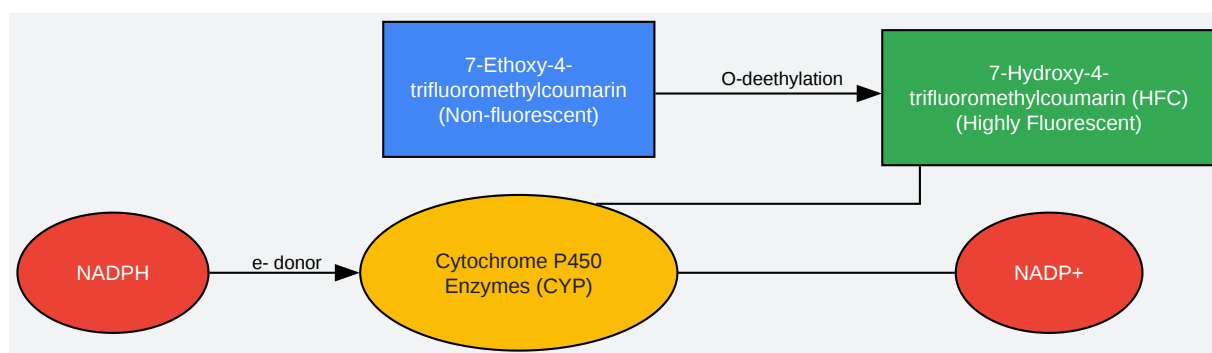 7-Ethoxy-4-
trifluoromethylcoumarin
(Non-fluorescent)
O-deethylation
7-Hydroxy-4-
trifluoromethylcoumarin (HFC)
(Highly Fluorescent)
NADPH
e- donor
Cytochrome P450
Enzymes (CYP)
NADP+